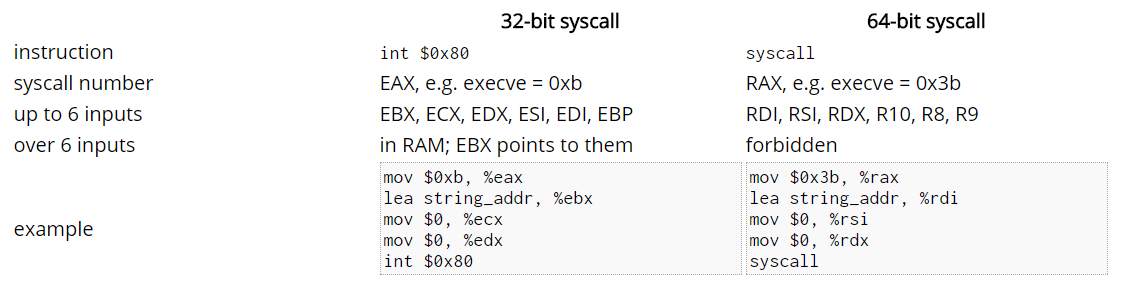 32-bit syscall 64-bit syscall
instruction int $0x80 syscall
syscall number EAX, e.g. execve = 0xb RAX, e.g. execve = 0x3b
up to 6 inputs EBX, ECX, EDX, ESI, EDI, EBP RDI, RSI, RDX, R10, R8, R9
over 6 inputs in RAM; EBX points to them forbidden
example
mov $0xb, %eax
lea string_addr, %ebx
mov $0, %ecx
mov $0, %edx
int $0x80
mov $0x3b, %rax
lea string_addr, %rdi
mov $0, %rsi
mov $0, %rdx
syscall